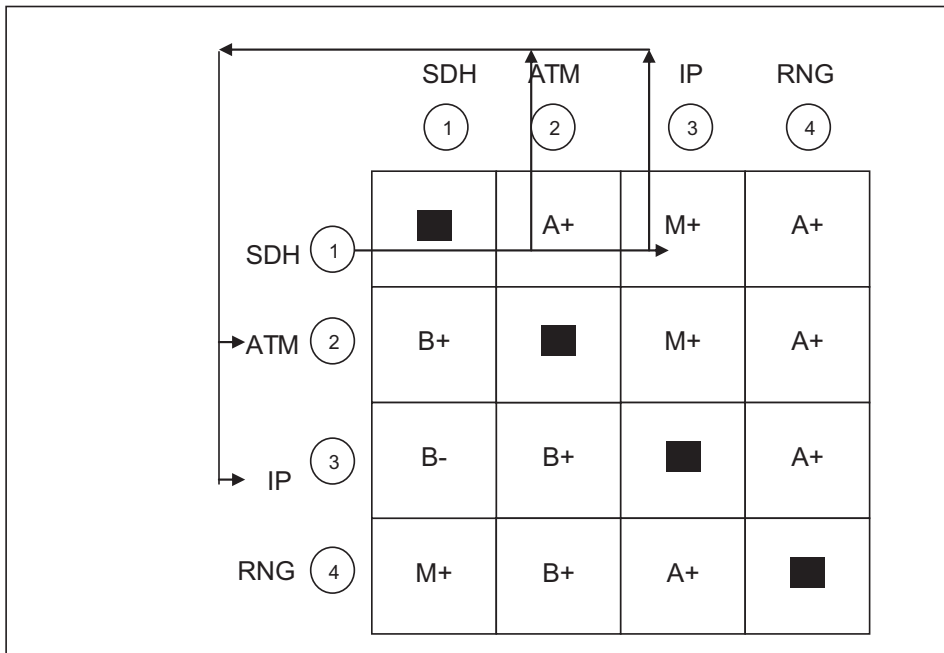 SDH ATM IP RNG
1 2 3 4
SDH 1 A+ M+ A+
ATM 2 B+ M+ A+
IP 3 B- B+ A+
RNG 4 M+ B+ A+